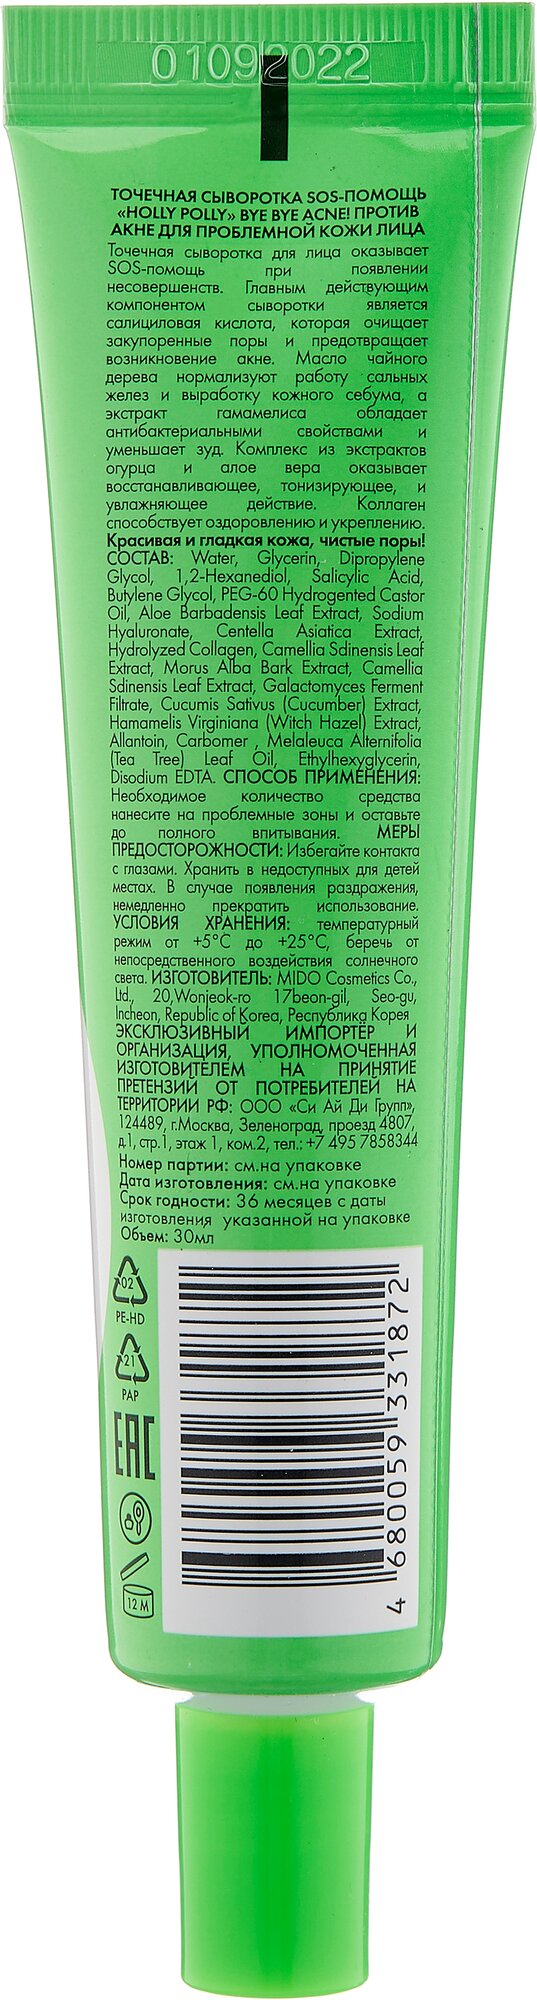 01092022
ТОЧЕЧНАЯ СЫВОРОТКА SOS-ПОМОЩЬ
«HOLLY POLLY» BYE BYE ACNE! ПРОТИВ
АКНЕ ДЛЯ ПРОБЛЕМНОЙ КОЖИ ЛИЦА
Точечная сыворотка для лица оказывает
SOS-помощь при появлении
несовершенств. Главным действующим
компонентом сыворотки является
салициловая кислота, которая очищает
закупоренные поры и предотвращает
возникновение акне. Масло чайного
дерева нормализуют работу сальных
желез и выработку кожного себума, а
экстракт гамамелиса обладает
антибактериальными свойствами и
уменьшает зуд. Комплекс из экстрактов
огурца и алое вера оказывает
восстанавливающее, тонизирующее, и
увлажняющее действие. Коллаген
способствует оздоровлению и укреплению.
Красивая и гладкая кожа, чистые поры!
СОСТАВ: Water, Glycerin, Dipropylene
Glycol, 1,2-Hexanediol, Salicylic Acid,
Butylene Glycol, PEG-60 Hydrogented Castor
Oil, Aloe Barbadensis Leaf Extract, Sodium
Hyaluronate, Centella Asiatica Extract,
Hydrolyzed Collagen, Camellia Sdinensis Leaf
Extract, Morus Alba Bark Extract, Camellia
Sdinensis Leaf Extract, Galactomyces Ferment
Filtrate, Cucumis Sativus (Cucumber) Extract,
Hamamelis Virginiana (Witch Hazel) Extract,
Allantoin, Carbomer , Melaleuca Alternifolia
(Tea Tree) Leaf Oil, Ethylhexyglycerin,
Disodium EDTA. СПОСОБ ПРИМЕНЕНИЯ:
Необходимое количество средства
нанесите на проблемные зоны и оставьте
до полного впитывания. МЕРЫ
ПРЕДОСТОРОЖНОСТИ: Избегайте контакта
с глазами. Хранить в недоступных для детей
местах. В случае появления раздражения,
немедленно прекратить использование.
УСЛОВИЯ ХРАНЕНИЯ: температурный
режим от +5°С до +25°С, беречь от
непосредственного воздействия солнечного
света. ИЗГОТОВИТЕЛЬ: MIDO Cosmetics Co.,
Ltd., 20,Wonjeok-ro 17beon-gil, Seo-gu,
Incheon, Republic of Korea, Республика Корея
ЭКСКЛЮЗИВНЫЙ ИМПОРТЁР И
ОРГАНИЗАЦИЯ, УПОЛНОМОЧЕННАЯ
ИЗГОТОВИТЕЛЕМ НА ПРИНЯТИЕ
ПРЕТЕНЗИЙ ОТ ПОТРЕБИТЕЛЕЙ НА
ТЕРРИТОРИИ РФ: ООО «Си Ай Ди Групп»,
124489, г.Москва, Зеленоград, проезд 4807,
д.1, стр.1, этаж 1, ком.2, тел.: +7 495 7858344
Номер партии: см.на упаковке
Дата изготовления: см.на упаковке
Срок годности: 36 месяцев с даты
изготовления указанной на упаковке
Объем: 30мл
02
PE-HD
21
PAP
EAC
12 M
4 680059 331872